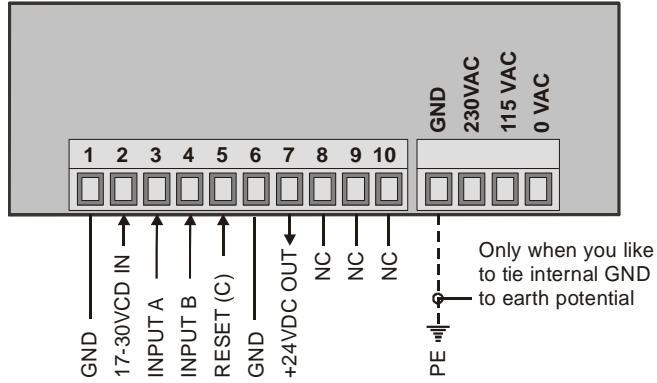 GND
230VAC
115 VAC
0 VAC
1 2 3 4 5 6 7 8 9 10
GND
17-30VCD IN
INPUT A
INPUT B
RESET (C)
GND
+24VDC OUT
NC
NC
NC
PE
Only when you like
to tie internal GND
to earth potential